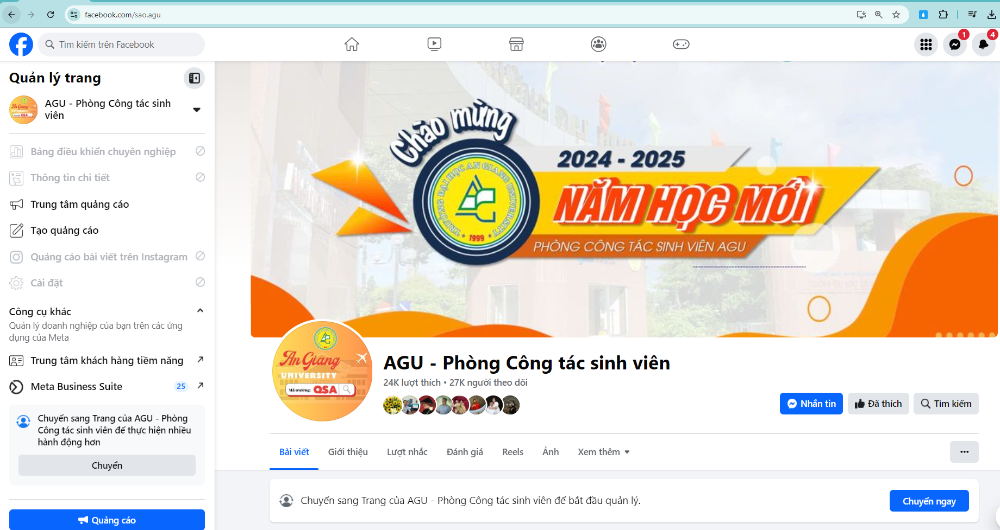 facebook.com/sao.agu
Tìm kiếm trên Facebook
1
4
Quản lý trang
AGU - Phòng Công tác sinh
viên
Bảng điều khiển chuyên nghiệp
Thông tin chi tiết
Trung tâm quảng cáo
Tạo quảng cáo
Quảng cáo bài viết trên Instagram
Cài đặt
Công cụ khác
Quản lý doanh nghiệp của bạn trên các ứng
dụng của Meta
Trung tâm khách hàng tiềm năng
Meta Business Suite
25
Chuyển sang Trang của AGU - Phòng
Công tác sinh viên để thực hiện nhiều
hành động hơn
Chuyển
Quảng cáo
Chào mừng
TRƯỜNG ĐẠI HỌC AN GIANG UNIVERSITY
1999
2024 - 2025
NĂM HỌC MỚI
PHÒNG CÔNG TÁC SINH VIÊN AGU
An Giang
UNIVERSITY
Mã trường: QSA
AGU - Phòng Công tác sinh viên
24K lượt thích • 27K người theo dõi
Nhắn tin
Đã thích
Tìm kiếm
Bài viết
Giới thiệu
Lượt nhắc
Đánh giá
Reels
Ảnh
Xem thêm
Chuyển sang Trang của AGU - Phòng Công tác sinh viên để bắt đầu quản lý.
Chuyển ngay